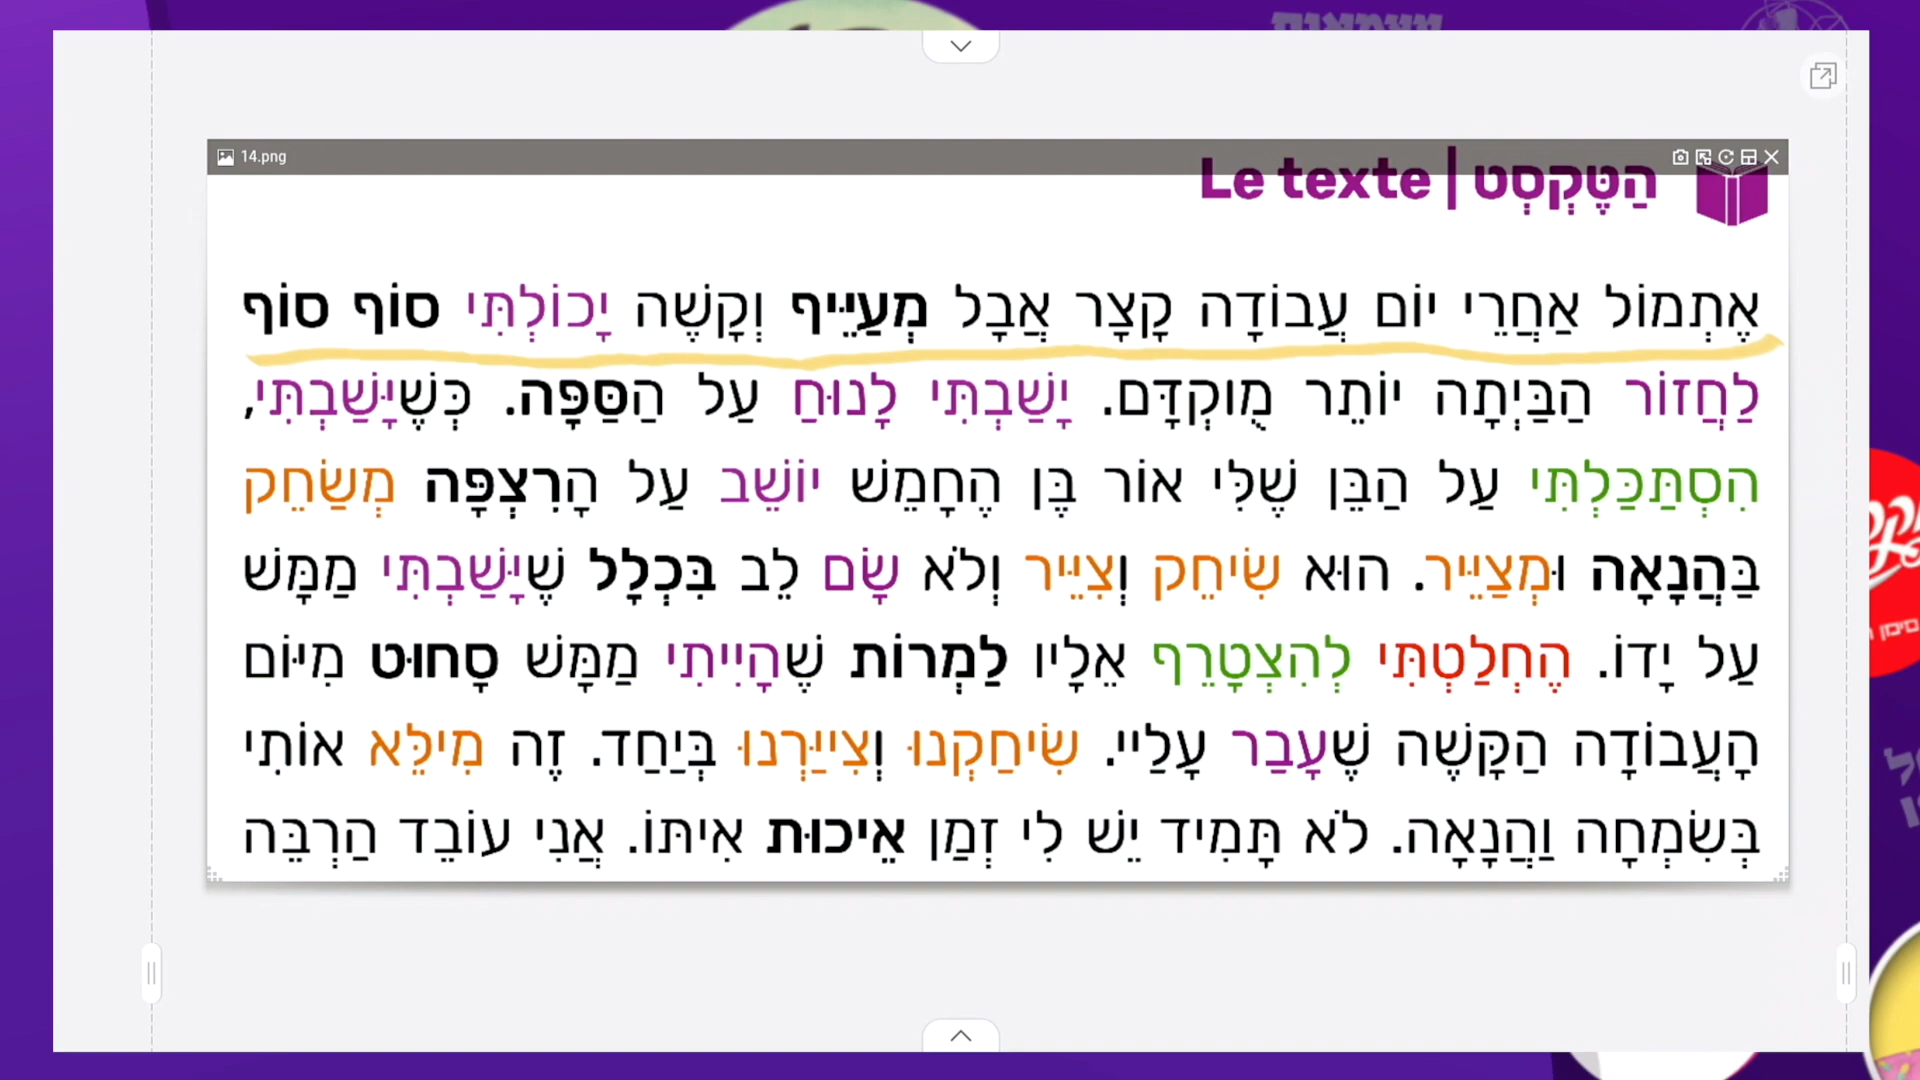 14.png
הַטֶּקְסְט | Le texte
אֶתְמוֹל אַחֲרֵי יוֹם עֲבוֹדָה קָצָר אֲבָל מְעַיֵּיף וְקָשֶׁה יָכוֹלְתִּי סוֹף סוֹף
לַחֲזוֹר הַבַּיְתָה יוֹתֵר מֻוקְדָּם. יָשַׁבְתִּי לָנוּחַ עַל הַסַּפָּה. כְּשֶׁיָּשַׁבְתִּי,
הִסְתַּכַּלְתִּי עַל הַבֵּן שֶׁלִּי אוֹר בֶּן הֶחָמֵשׁ יוֹשֵׁב עַל הָרִצְפָּה מְשַׂחֵק
בַּהֲנָאָה וּמְצַיֵּיר. הוּא שִׂיחֵק וְצִיֵּיר וְלֹא שָׂם לֵב בִּכְלָל שֶׁיָּשַׁבְתִּי מַמָּשׁ
עַל יָדוֹ. הֶחְלַטְתִּי לְהִצְטָרֵף אֵלָיו לַמְרוֹת שֶׁהָיִיתִי מַמָּשׁ סָחוּט מִיּוֹם
הָעֲבוֹדָה הַקָּשֶׁה שֶׁעָבַר עָלַיי. שִׂיחַקְנוּ וְצִייַּרְנוּ בְּיַחַד. זֶה מִילֵּא אוֹתִי
בְּשִׂמְחָה וַהֲנָאָה. לֹא תָּמִיד יֵשׁ לִי זְמַן אֵיכוּת אִיתּוֹ. אֲנִי עוֹבֵד הַרְבֵּה